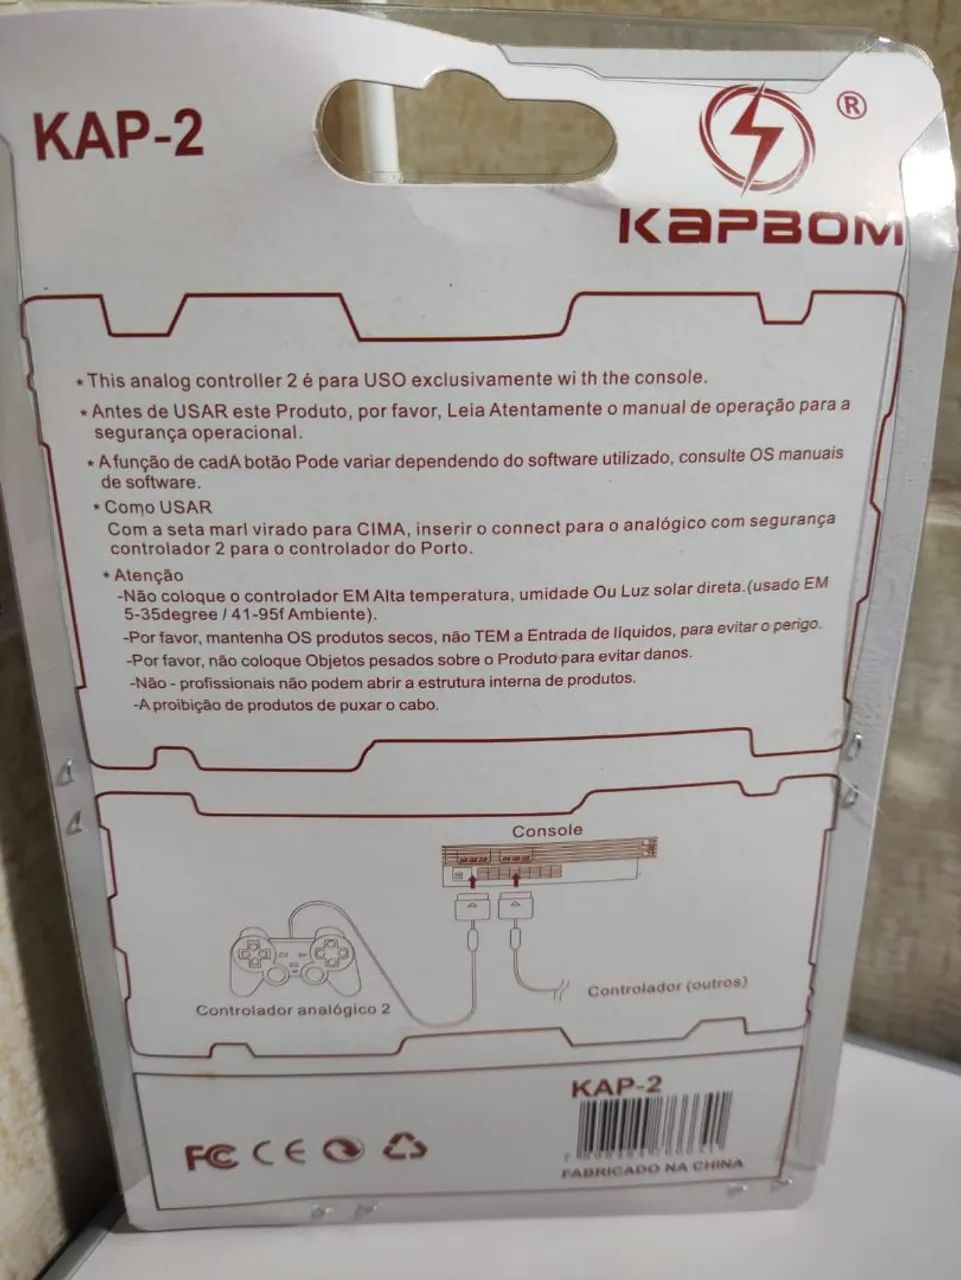 KAP-2
®
KAPBOM
* This analog controller 2 é para USO exclusivamente wi th the console.
* Antes de USAR este Produto, por favor, Leia Atentamente o manual de operação para a
segurança operacional.
* A função de cadA botão Pode variar dependendo do software utilizado, consulte OS manuais
de software.
* Como USAR
Com a seta marl virado para CIMA, inserir o connect para o analógico com segurança
controlador 2 para o controlador do Porto.
* Atenção
-Não coloque o controlador EM Alta temperatura, umidade Ou Luz solar direta.(usado EM
5-35degree / 41-95f Ambiente).
-Por favor, mantenha OS produtos secos, não TEM a Entrada de líquidos, para evitar o perigo.
-Por favor, não coloque Objetos pesados sobre o Produto para evitar danos.
-Não - profissionais não podem abrir a estrutura interna de produtos.
-A proibição de produtos de puxar o cabo.
Console
Controlador (outros)
Controlador analógico 2
KAP-2
FC CE
FABRICADO NA CHINA